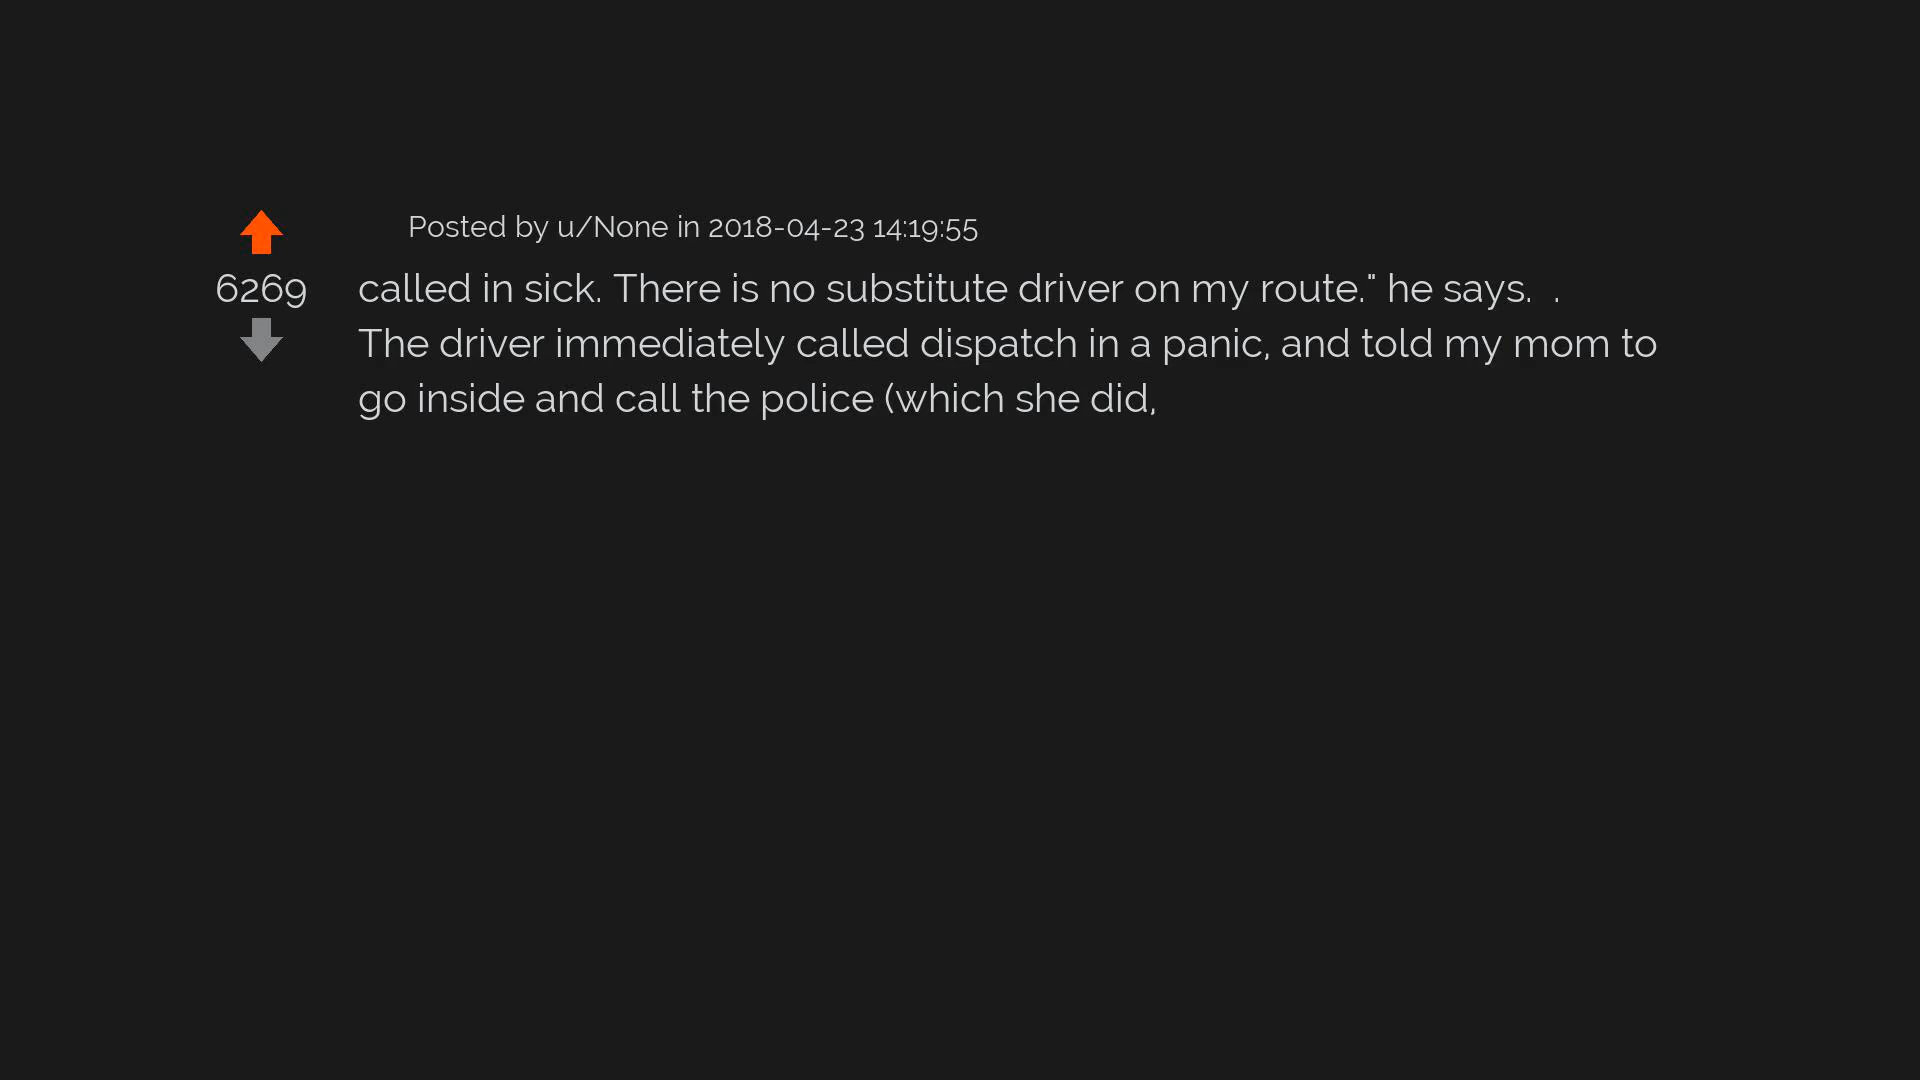 Posted by u/None in 2018-04-23 14:19:55
6269
called in sick. There is no substitute driver on my route." he says.  .
The driver immediately called dispatch in a panic, and told my mom to
go inside and call the police (which she did,